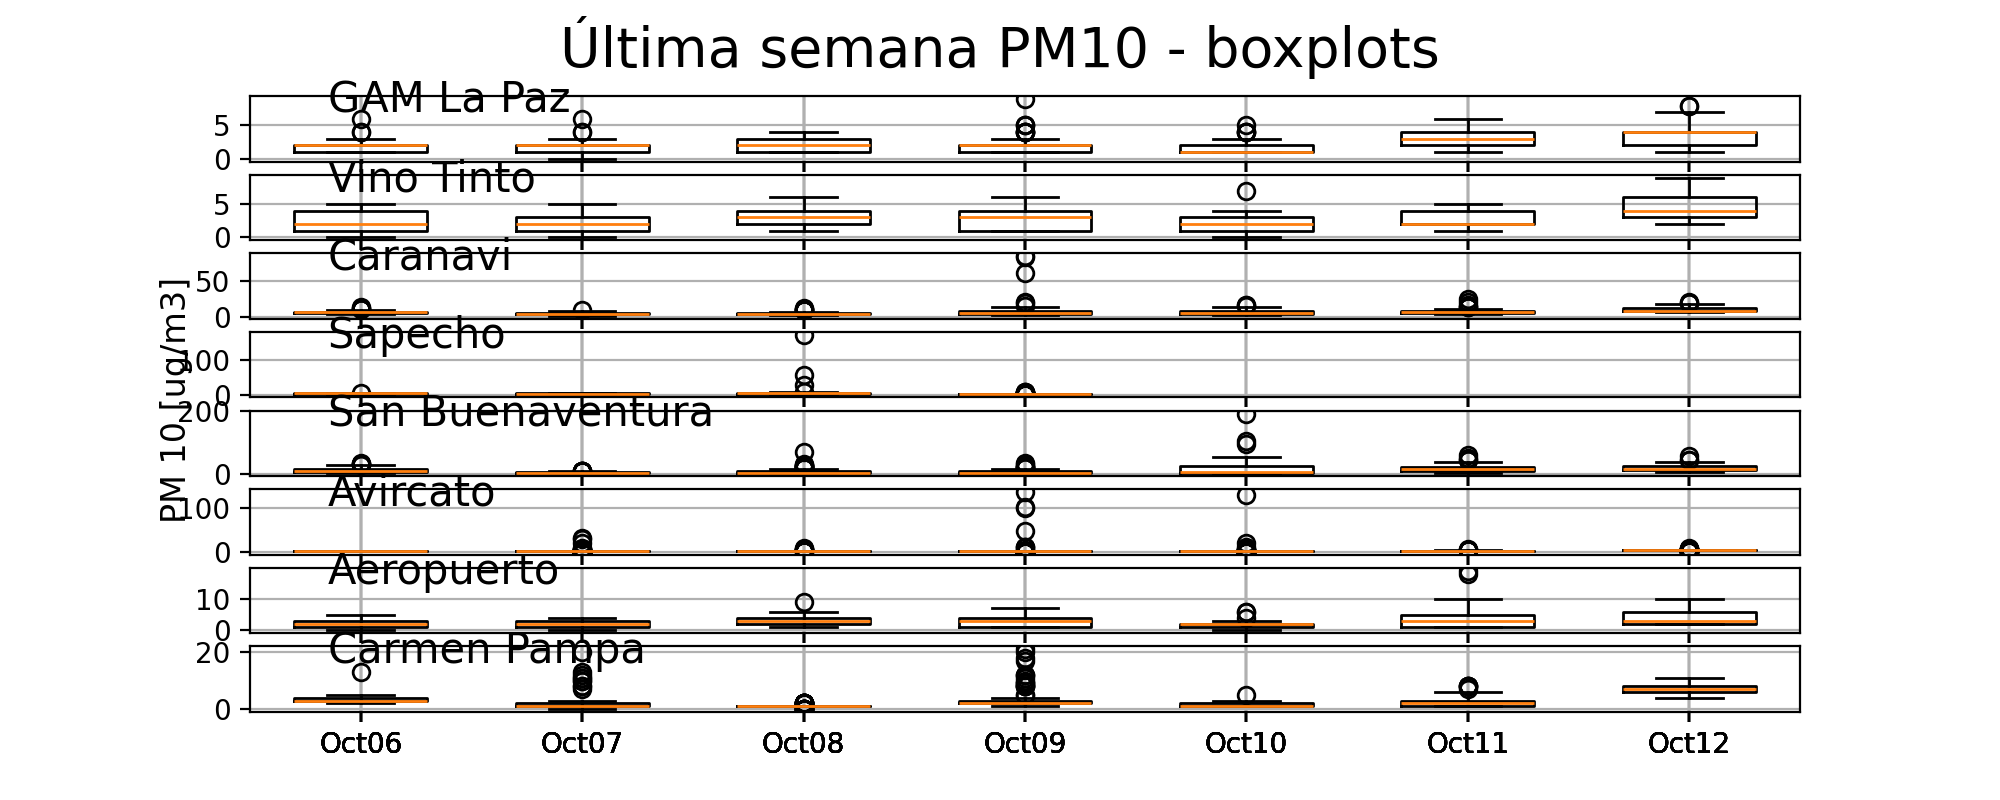 Última semana PM10 - boxplots
GAM La Paz
5
0
Vino Tinto
5
0
Caranavi
50
0
PM 10 [ug/m3]
Sapecho
100
0
San Buenaventura
200
0
Avircato
100
0
Aeropuerto
10
0
Carmen Pampa
20
0
Oct06 Oct07 Oct08 Oct09 Oct10 Oct11 Oct12